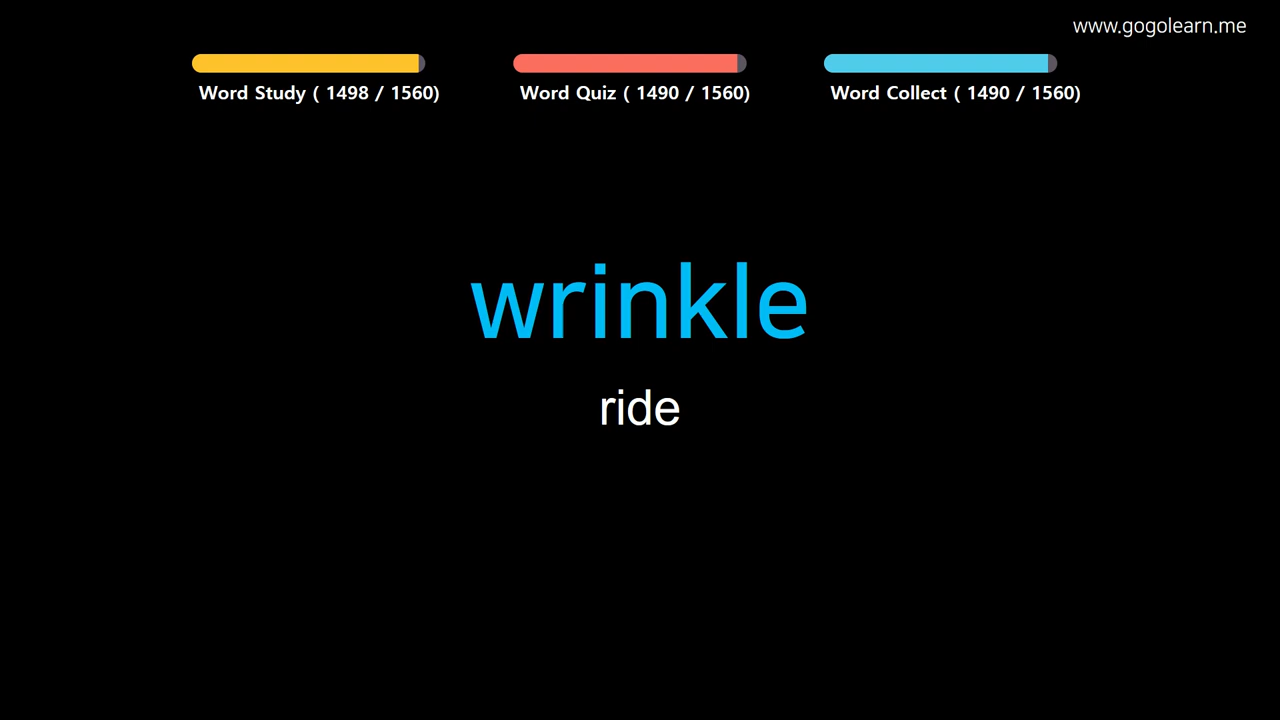 www.gogolearn.me
Word Study ( 1498 / 1560)
Word Quiz ( 1490 / 1560)
Word Collect ( 1490 / 1560)
wrinkle
ride